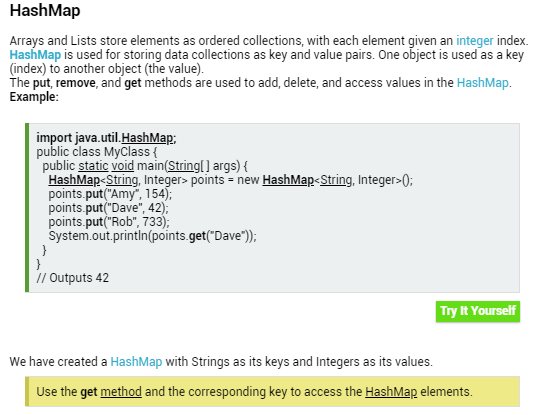 HashMap
Arrays and Lists store elements as ordered collections, with each element given an integer index.
HashMap is used for storing data collections as key and value pairs. One object is used as a key
(index) to another object (the value).
The put, remove, and get methods are used to add, delete, and access values in the HashMap.
Example:
import java.util.HashMap;
public class MyClass {
public static void main(String[ ] args) {
HashMap<String, Integer> points = new HashMap<String, Integer>();
points.put("Amy", 154);
points.put("Dave", 42);
points.put("Rob", 733);
System.out.println(points.get("Dave"));
}
}
// Outputs 42
Try It Yourself
We have created a HashMap with Strings as its keys and Integers as its values.
Use the get method and the corresponding key to access the HashMap elements.